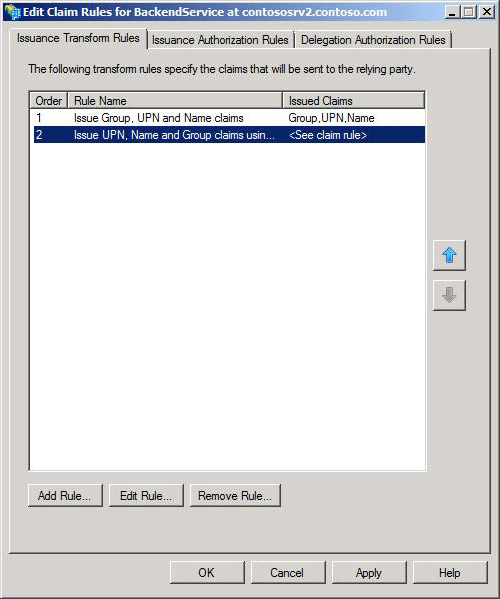 Edit Claim Rules for BackendService at contososrv2.contoso.com
Issuance Transform Rules Issuance Authorization Rules Delegation Authorization Rules
The following transform rules specify the claims that will be sent to the relying party.
Order Rule Name Issued Claims
1 Issue Group, UPN and Name claims Group,UPN,Name
2 Issue UPN, Name and Group claims usin... <See claim rule>
Add Rule... Edit Rule... Remove Rule...
OK Cancel Apply Help